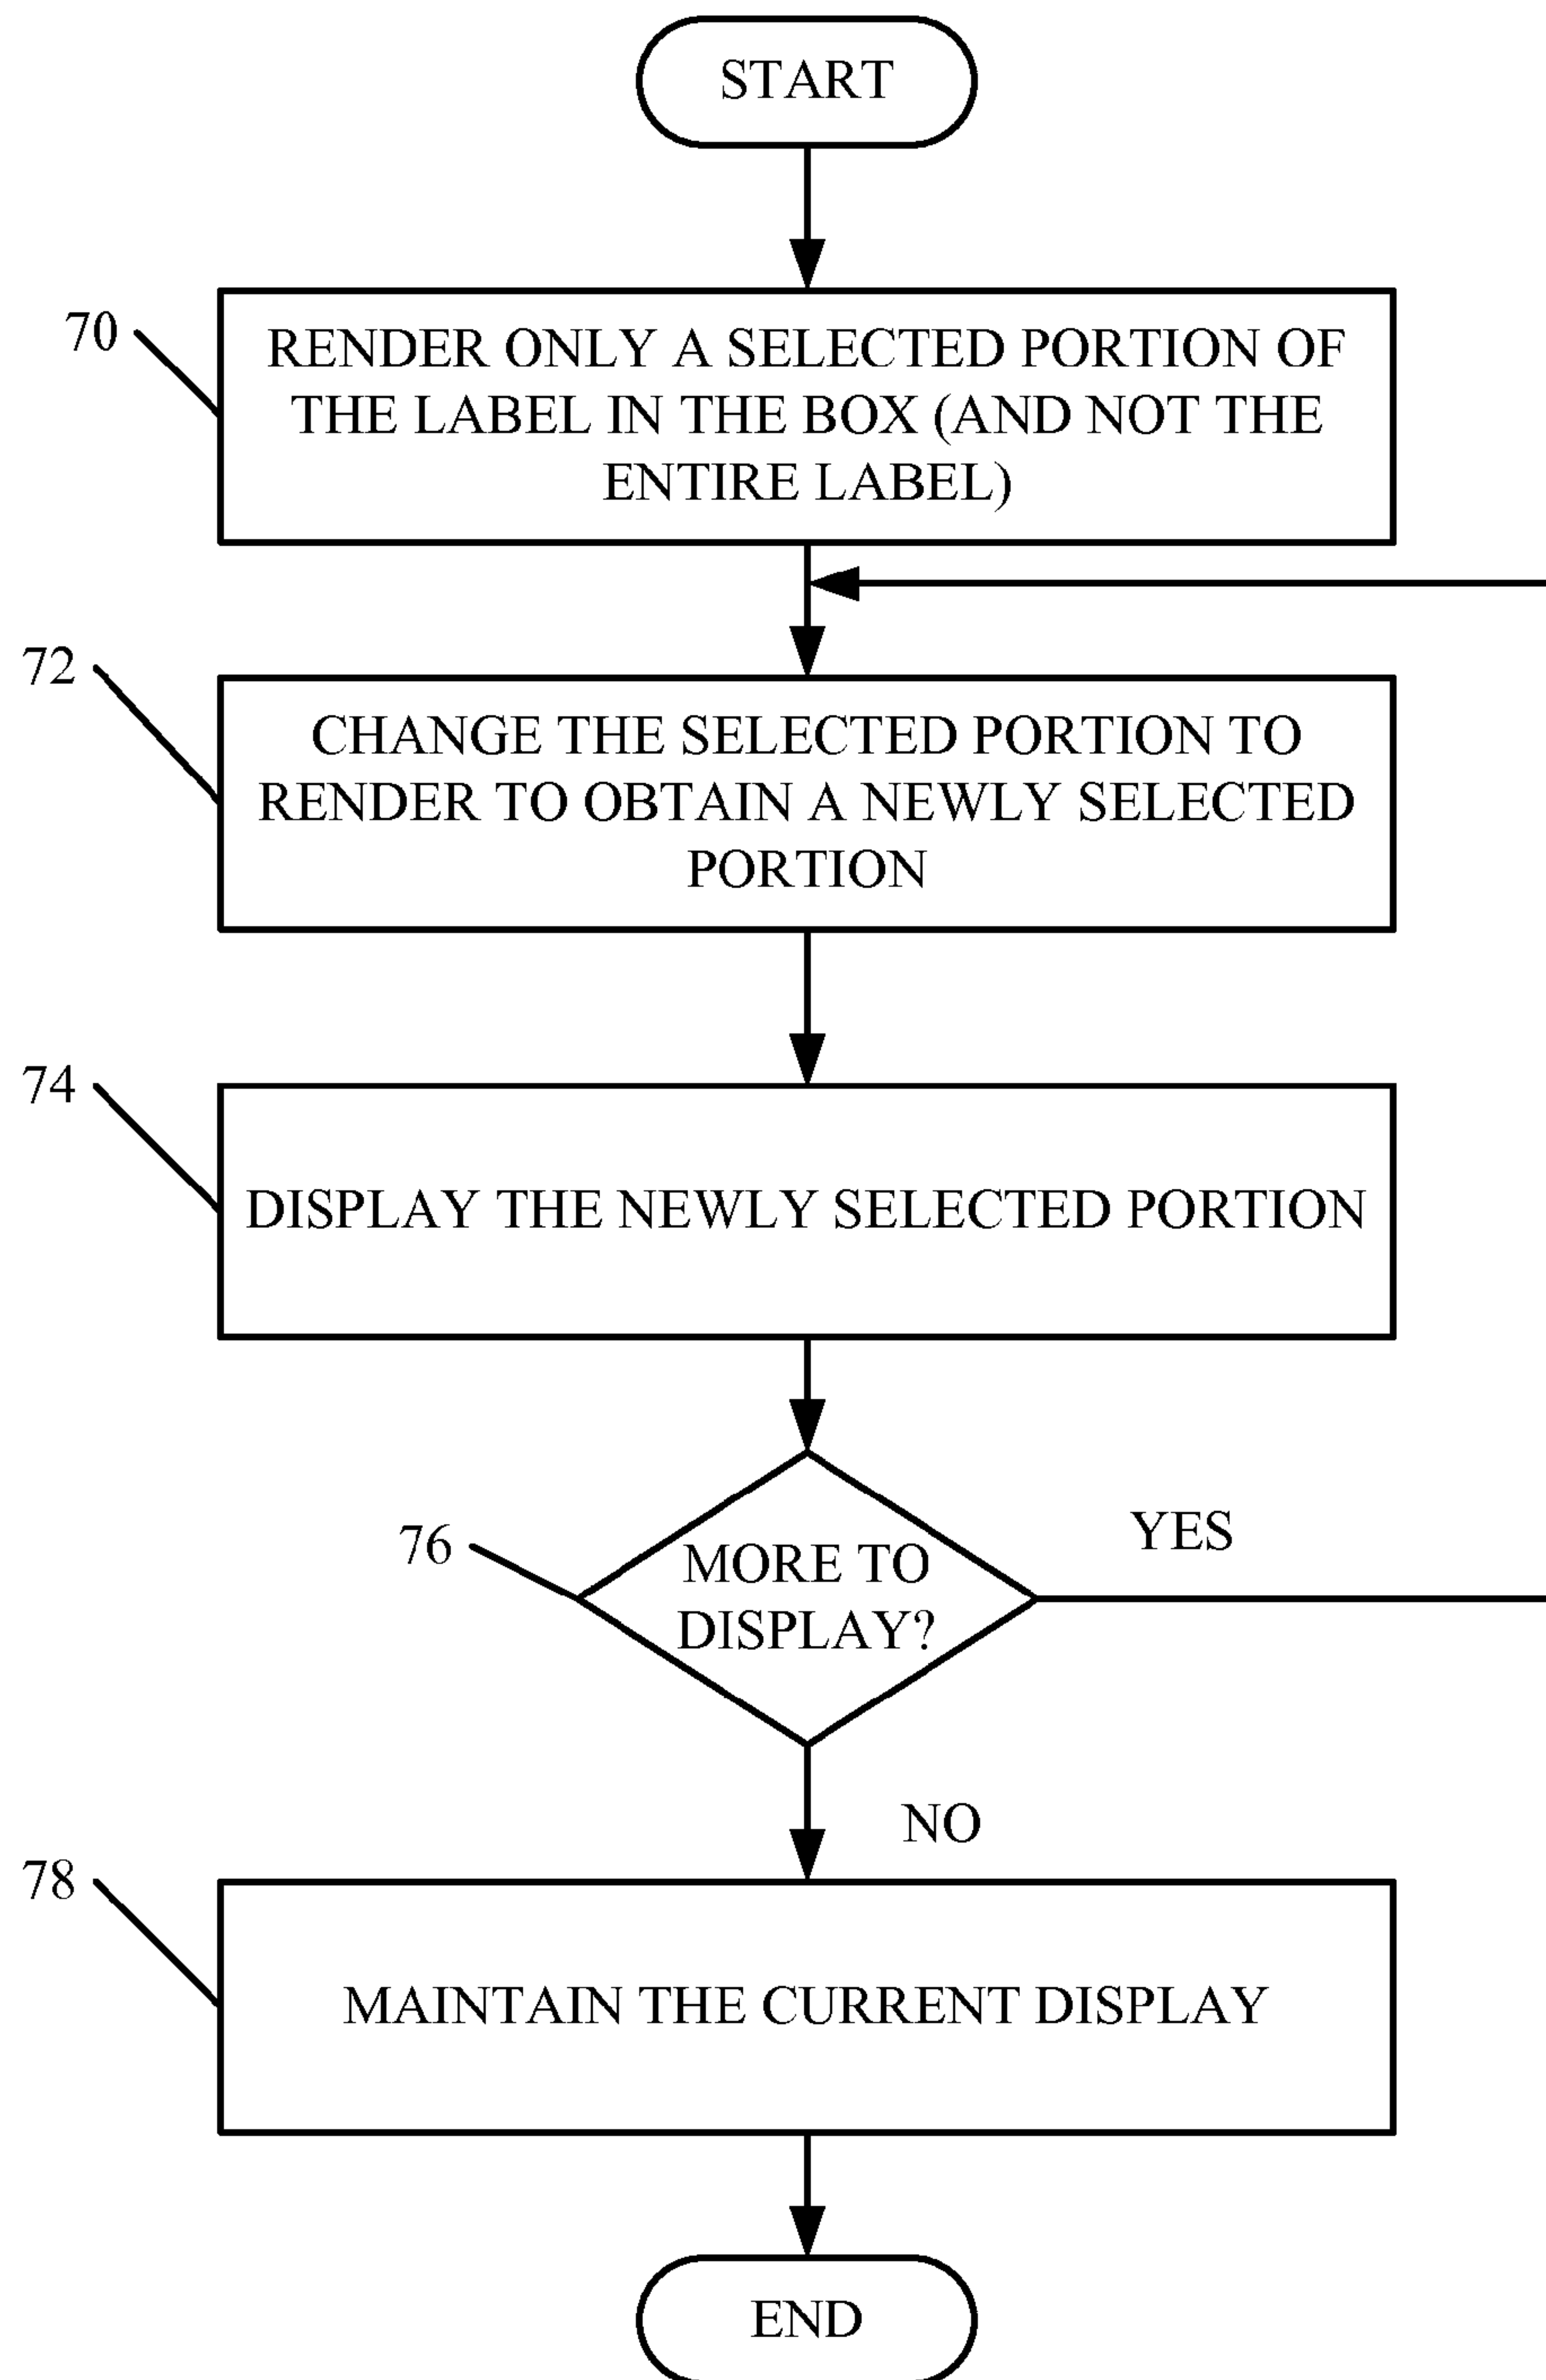 START
70
RENDER ONLY A SELECTED PORTION OF
THE LABEL IN THE BOX (AND NOT THE
ENTIRE LABEL)
72
CHANGE THE SELECTED PORTION TO
RENDER TO OBTAIN A NEWLY SELECTED
PORTION
74
DISPLAY THE NEWLY SELECTED PORTION
76
MORE TO
DISPLAY?
YES
NO
78
MAINTAIN THE CURRENT DISPLAY
END